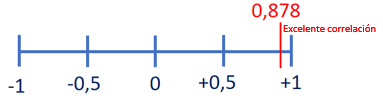 0,878
Excelente correlación
-1 -0,5 0 +0,5 +1